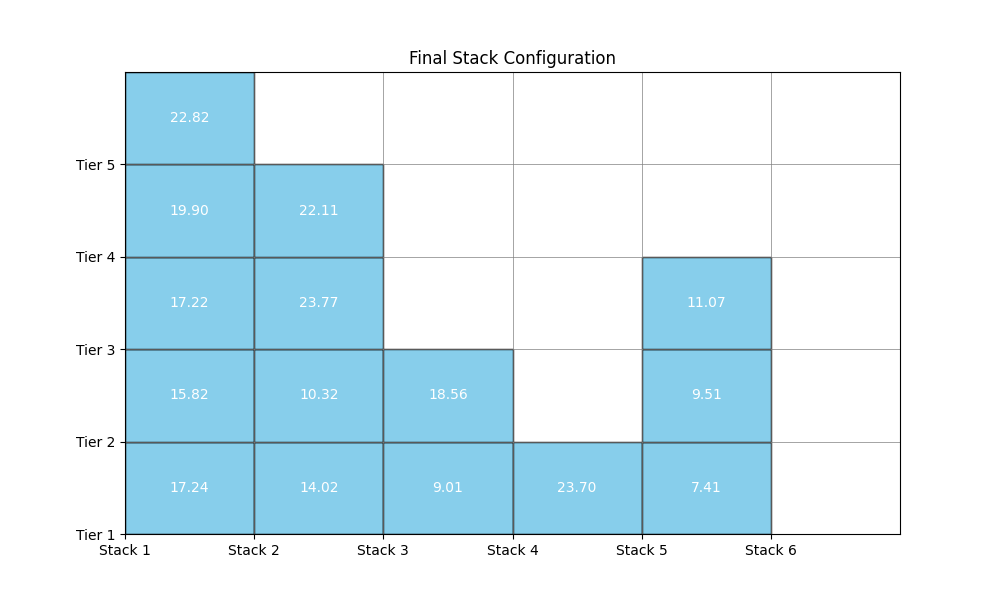 Final Stack Configuration
22.82
Tier 5
19.90 22.11
Tier 4
17.22 23.77 11.07
Tier 3
15.82 10.32 18.56 9.51
Tier 2
17.24 14.02 9.01 23.70 7.41
Tier 1
Stack 1 Stack 2 Stack 3 Stack 4 Stack 5 Stack 6